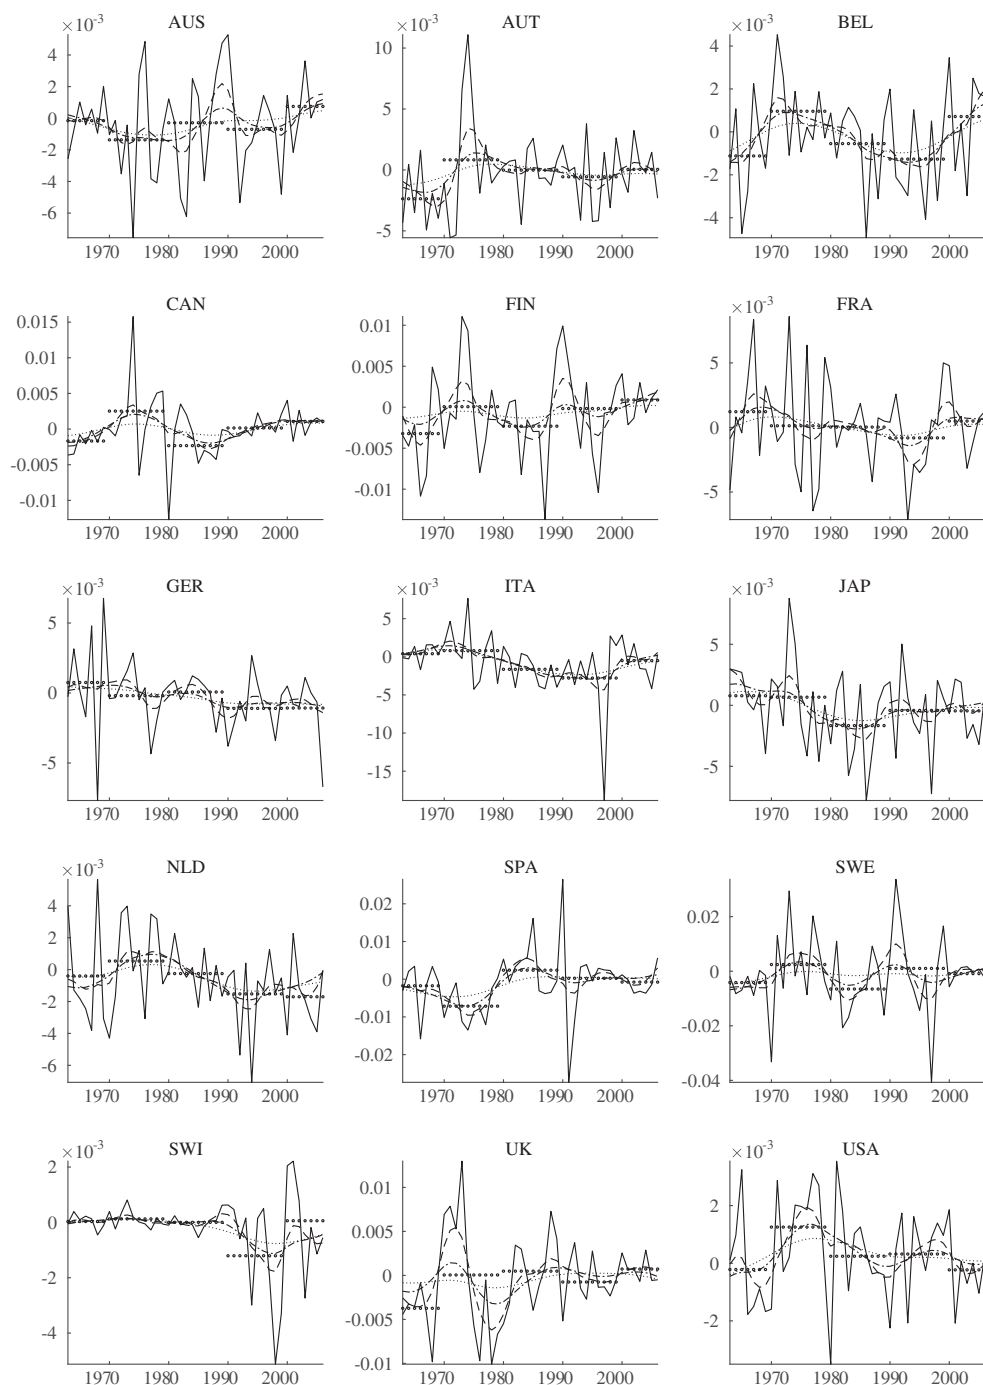 AUS AUT BEL
×10⁻³ ×10⁻³ ×10⁻³
4 10 4
2 2
0 5 0
-2 0 -2
-4
-6 -5 -4
1970 1980 1990 2000 1970 1980 1990 2000 1970 1980 1990 2000
CAN FIN FRA
×10⁻³
0.015 0.01
0.01 0.005 5
0.005
0 0 0
-0.005 -0.005
-0.01 -0.01 -5
1970 1980 1990 2000 1970 1980 1990 2000 1970 1980 1990 2000
GER ITA JAP
×10⁻³ ×10⁻³ ×10⁻³
5 5 5
0 0 0
-5
-5 -10 -5
-15
1970 1980 1990 2000 1970 1980 1990 2000 1970 1980 1990 2000
NLD SPA SWE
×10⁻³
4 0.02 0.02
2 0.01
0 0 0
-2 -0.01 -0.02
-4 -0.02
-6 -0.04
1970 1980 1990 2000 1970 1980 1990 2000 1970 1980 1990 2000
SWI UK USA
×10⁻³ ×10⁻³
2 0.01
0 0.005 2
-2 0 0
-0.005
-4 -0.01 -2
1970 1980 1990 2000 1970 1980 1990 2000 1970 1980 1990 2000